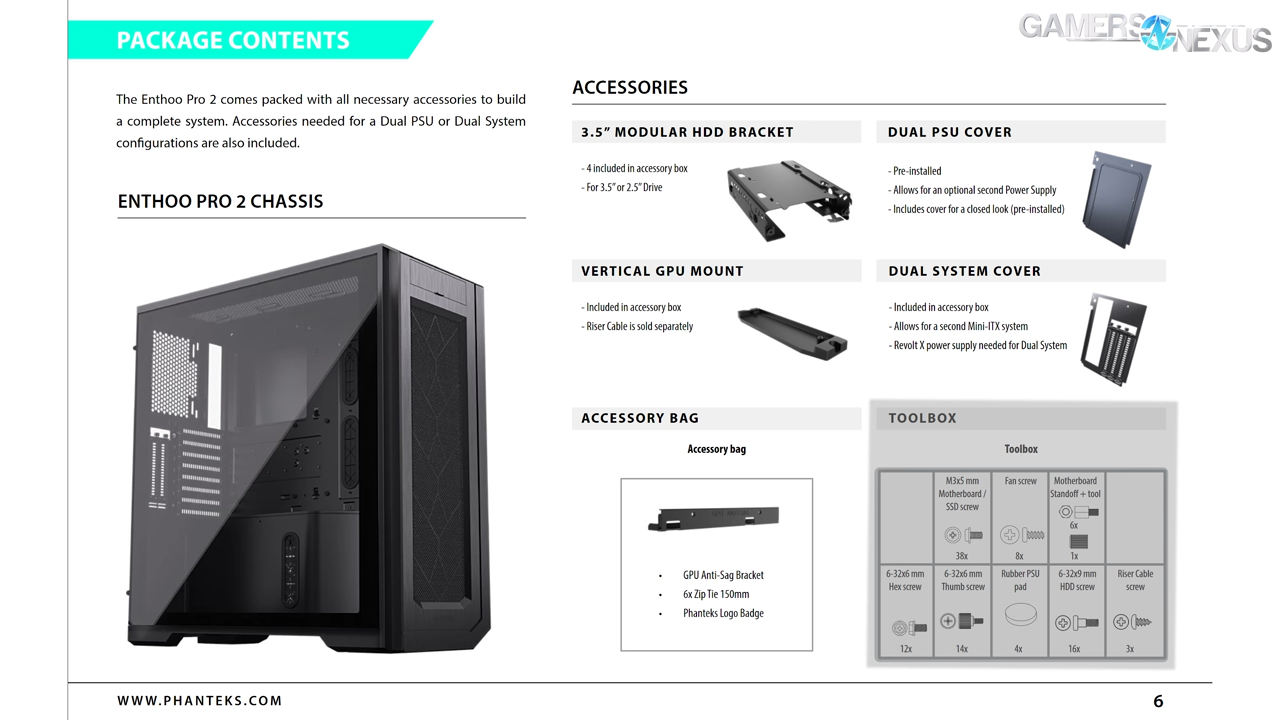 PACKAGE CONTENTS
GAMERS NEXUS
The Enthoo Pro 2 comes packed with all necessary accessories to build
a complete system. Accessories needed for a Dual PSU or Dual System
configurations are also included.
ENTHOO PRO 2 CHASSIS
ACCESSORIES
3.5” MODULAR HDD BRACKET
- 4 included in accessory box
- For 3.5” or 2.5” Drive
DUAL PSU COVER
- Pre-installed
- Allows for an optional second Power Supply
- Includes cover for a closed look (pre-installed)
VERTICAL GPU MOUNT
- Included in accessory box
- Riser Cable is sold separately
DUAL SYSTEM COVER
- Included in accessory box
- Allows for a second Mini-ITX system
- Revolt X power supply needed for Dual System
ACCESSORY BAG
Accessory bag
• GPU Anti-Sag Bracket
• 6x Zip Tie 150mm
• Phanteks Logo Badge
TOOLBOX
Toolbox
M3x5 mm
Motherboard /
SSD screw
38x
Fan screw
8x
Motherboard
Standoff + tool
6x
1x
6-32x6 mm
Hex screw
12x
6-32x6 mm
Thumb screw
14x
Rubber PSU
pad
4x
6-32x9 mm
HDD screw
16x
Riser Cable
screw
3x
WWW.PHANTEKS.COM
6